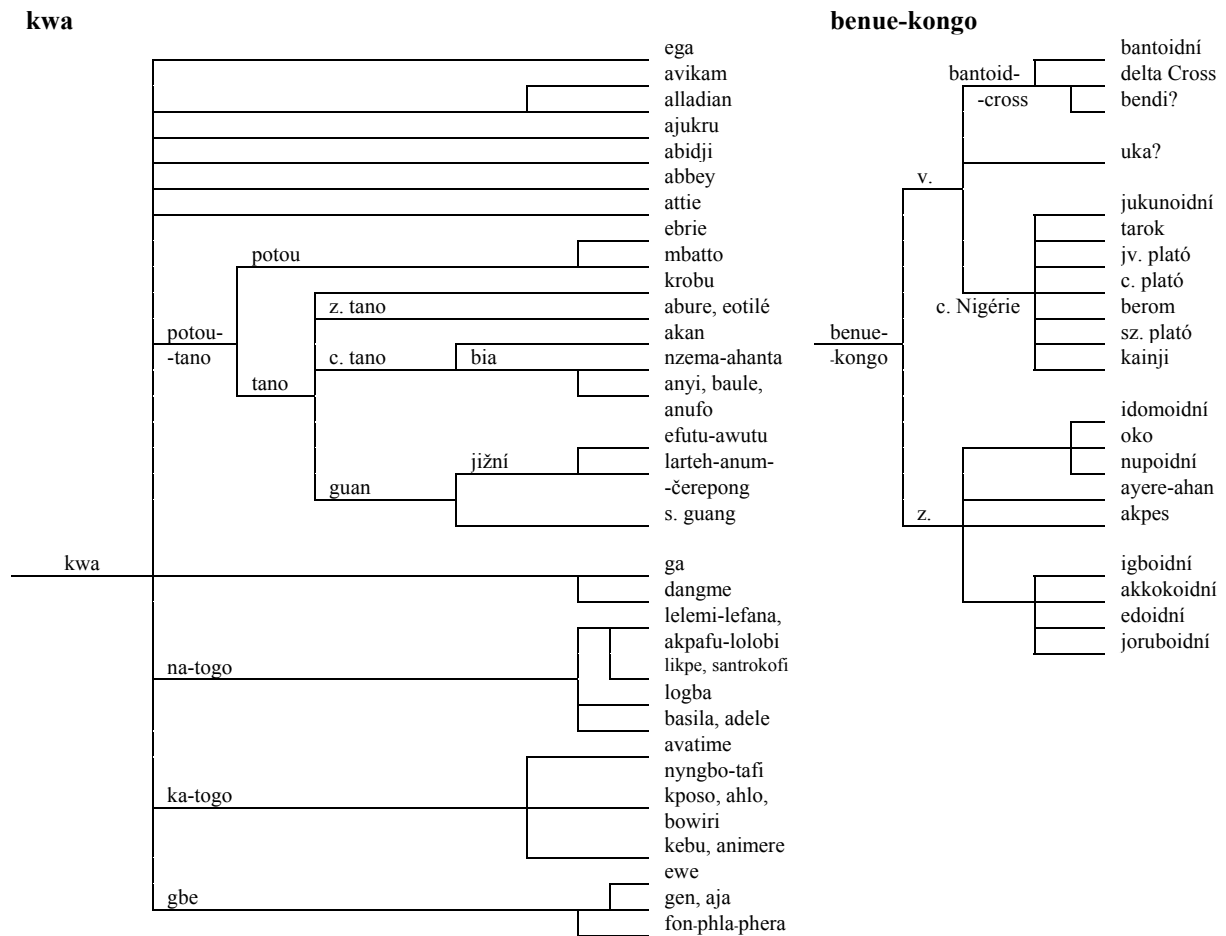 kwa
ega
avikam
alladian
ajukru
abidji
abbey
attie
ebrie
potou
mbatto
krobu
z. tano
abure, eotilé
potou-
-tano
akan
c. tano
bia
nzema-ahanta
tano
anyi, baule,
anufo
efutu-awutu
jižní
larteh-anum-
guan
-čerepong
s. guang
kwa
ga
dangme
lelemi-lefana,
akpafu-lolobi
na-togo
likpe, santrokofi
logba
basila, adele
avatime
nyngbo-tafi
ka-togo
kposo, ahlo,
bowiri
kebu, animere
ewe
gbe
gen, aja
fon-phla-phera
benue-kongo
bantoidní
bantoid-
-cross
delta Cross
bendi?
uka?
v.
jukunoidní
tarok
jv. plató
c. plató
c. Nigérie
berom
benue-
-kongo
sz. plató
kainji
idomoidní
oko
nupoidní
ayere-ahan
z.
akpes
igboidní
akkokoidní
edoidní
joruboidní